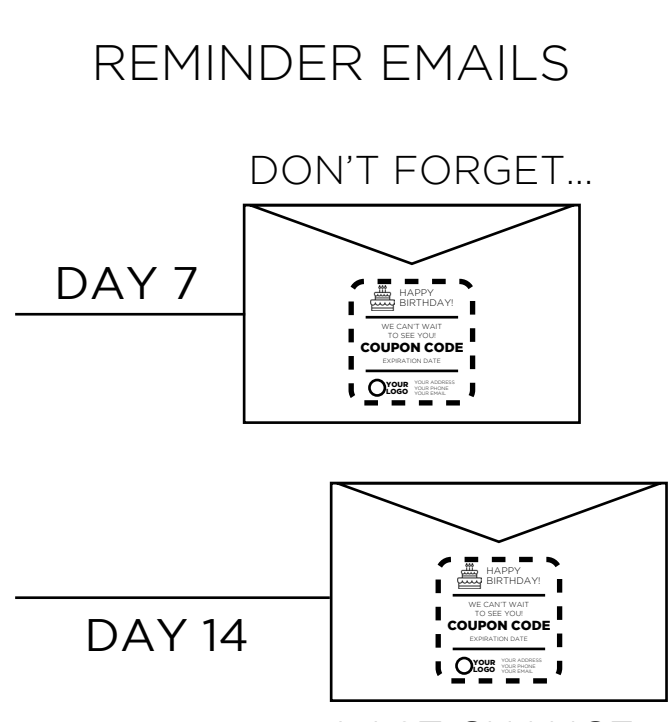 REMINDER EMAILS
DON'T FORGET...
DAY 7
HAPPY
BIRTHDAY!
WE CAN'T WAIT
TO SEE YOU!
COUPON CODE
EXPIRATION DATE
YOUR
LOGO
YOUR ADDRESS
YOUR PHONE
YOUR EMAIL
DAY 14
HAPPY
BIRTHDAY!
WE CAN'T WAIT
TO SEE YOU!
COUPON CODE
EXPIRATION DATE
YOUR
LOGO
YOUR ADDRESS
YOUR PHONE
YOUR EMAIL